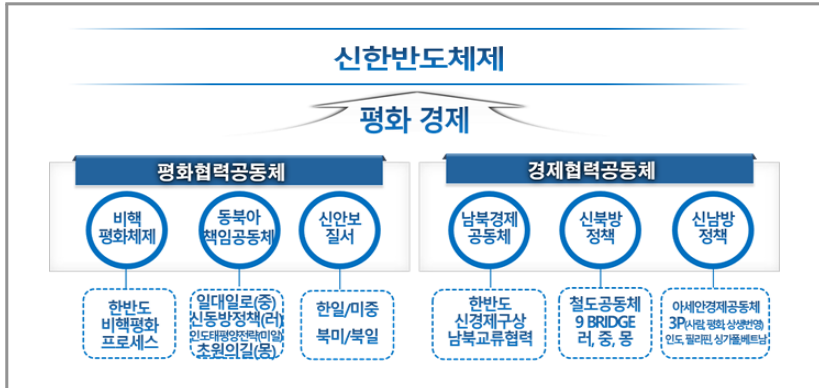 신한반도체제
평화 경제
평화협력공동체
비핵
평화체제
동북아
책임공동체
신안보
질서
한반도
비핵평화
프로세스
일대일로(중)
신동방정책(러)
인도태평양전략(미일)
초원의길(몽)
한일/미중
북미/북일
경제협력공동체
남북경제
공동체
신북방
정책
신남방
정책
한반도
신경제구상
남북교류협력
철도공동체
9 BRIDGE
러, 중, 몽
아세안경제공동체
3P(사람, 평화, 상생번영)
인도, 필리핀, 싱가폴,베트남